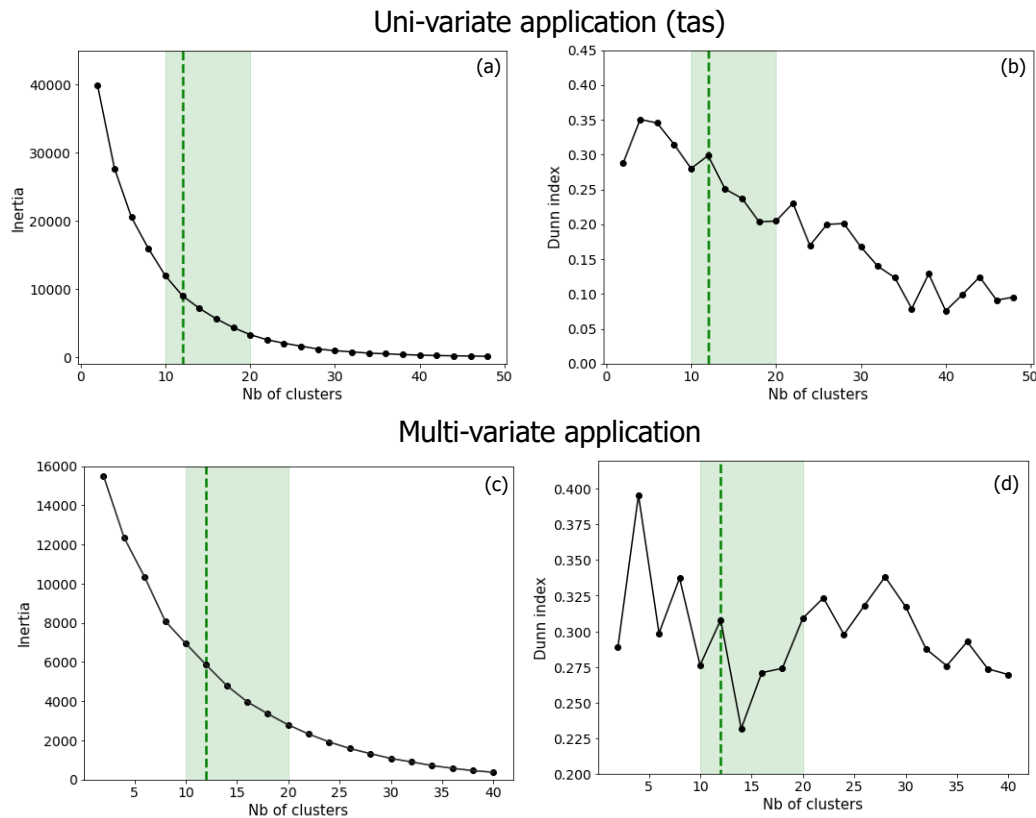 Uni-variate application (tas)
(a)
40000
30000
20000
10000
0
Inertia
0 10 20 30 40 50
Nb of clusters
(b)
0.45
0.40
0.35
0.30
0.25
0.20
0.15
0.10
0.05
0.00
Dunn index
0 10 20 30 40 50
Nb of clusters
Multi-variate application
(c)
16000
14000
12000
10000
8000
6000
4000
2000
0
Inertia
5 10 15 20 25 30 35 40
Nb of clusters
(d)
0.400
0.375
0.350
0.325
0.300
0.275
0.250
0.225
0.200
Dunn index
5 10 15 20 25 30 35 40
Nb of clusters